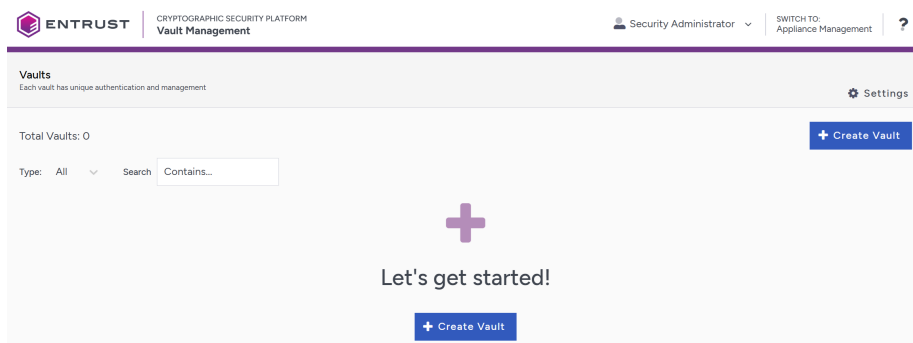 ENTRUST
CRYPTOGRAPHIC SECURITY PLATFORM
Vault Management
Security Administrator
SWITCH TO:
Appliance Management
?
Vaults
Each vault has unique authentication and management
Settings
Total Vaults: 0
+ Create Vault
Type: All
Search Contains...
Let's get started!
+ Create Vault